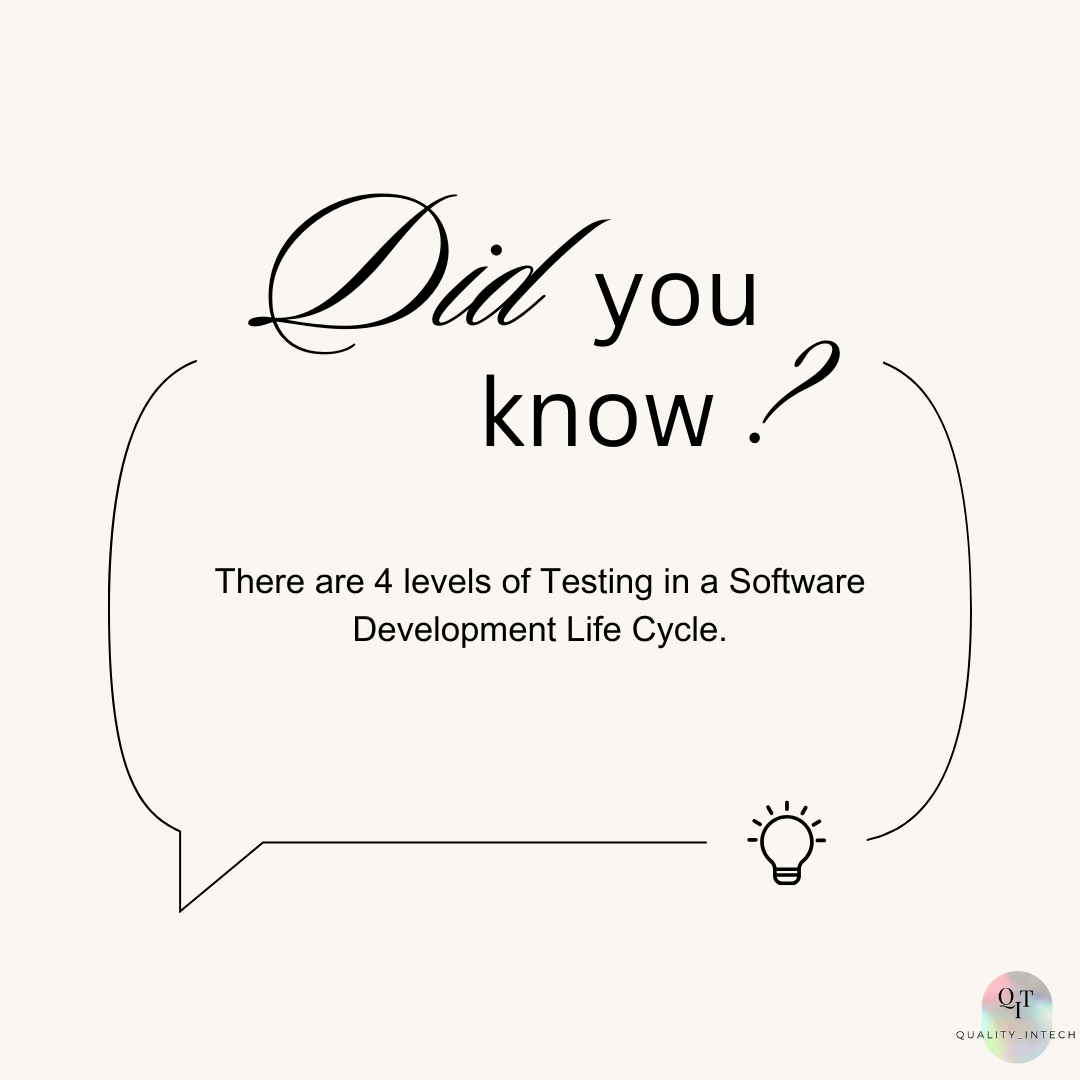 Did you
know ?
There are 4 levels of Testing in a Software
Development Life Cycle.
QIT
QUALITY_INTECH